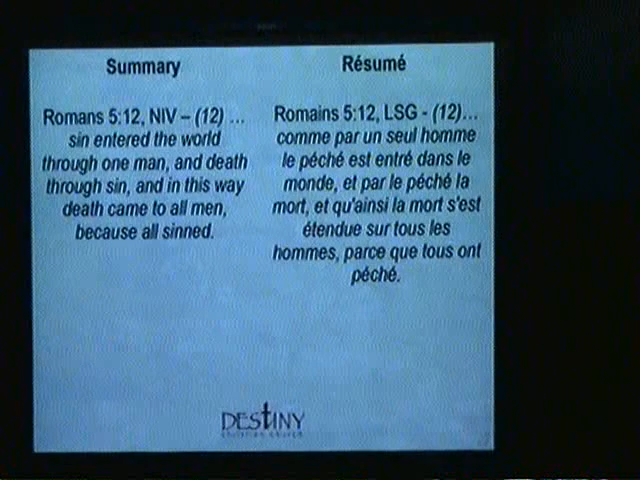 Summary
Romans 5:12, NIV – (12) …
sin entered the world
through one man, and death
through sin, and in this way
death came to all men,
because all sinned.
Résumé
Romains 5:12, LSG - (12)…
comme par un seul homme
le péché est entré dans le
monde, et par le péché la
mort, et qu'ainsi la mort s'est
étendue sur tous les
hommes, parce que tous ont
péché.
DESTINY
CHRISTIAN CHURCH